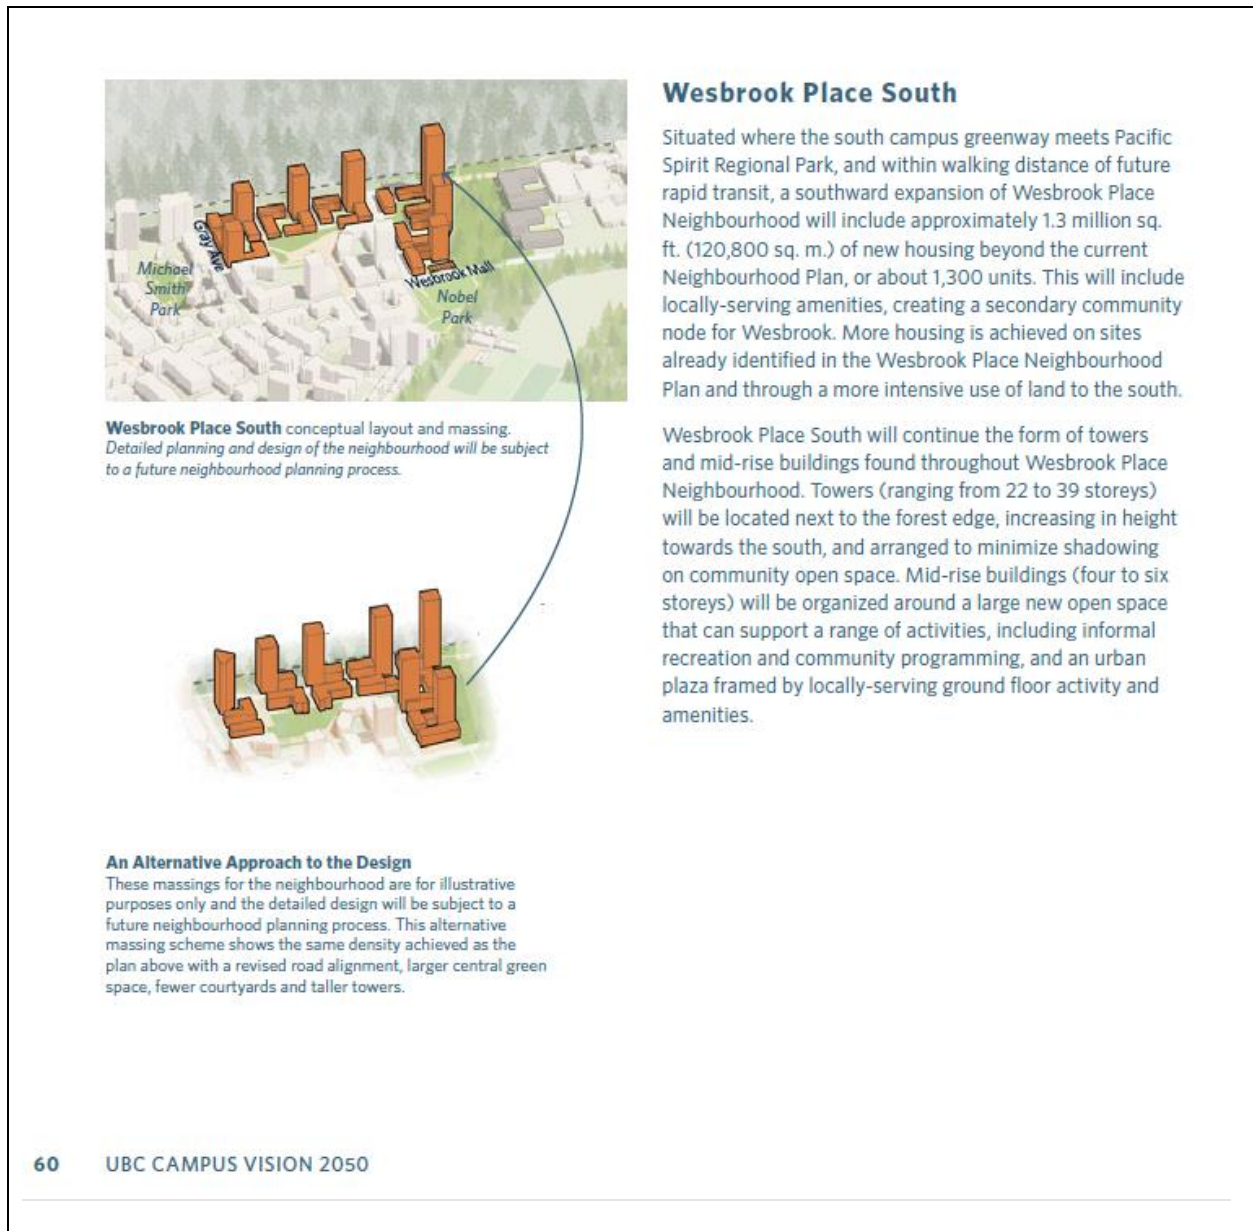 Gray Ave
Michael
Smith
Park
Wesbrook Mall
Nobel
Park
Wesbrook Place South conceptual layout and massing.
Detailed planning and design of the neighbourhood will be subject
to a future neighbourhood planning process.
An Alternative Approach to the Design
These massings for the neighbourhood are for illustrative
purposes only and the detailed design will be subject to a
future neighbourhood planning process. This alternative
massing scheme shows the same density achieved as the
plan above with a revised road alignment, larger central green
space, fewer courtyards and taller towers.
Wesbrook Place South
Situated where the south campus greenway meets Pacific
Spirit Regional Park, and within walking distance of future
rapid transit, a southward expansion of Wesbrook Place
Neighbourhood will include approximately 1.3 million sq.
ft. (120,800 sq. m.) of new housing beyond the current
Neighbourhood Plan, or about 1,300 units. This will include
locally-serving amenities, creating a secondary community
node for Wesbrook. More housing is achieved on sites
already identified in the Wesbrook Place Neighbourhood
Plan and through a more intensive use of land to the south.
Wesbrook Place South will continue the form of towers
and mid-rise buildings found throughout Wesbrook Place
Neighbourhood. Towers (ranging from 22 to 39 storeys)
will be located next to the forest edge, increasing in height
towards the south, and arranged to minimize shadowing
on community open space. Mid-rise buildings (four to six
storeys) will be organized around a large new open space
that can support a range of activities, including informal
recreation and community programming, and an urban
plaza framed by locally-serving ground floor activity and
amenities.
60 UBC CAMPUS VISION 2050